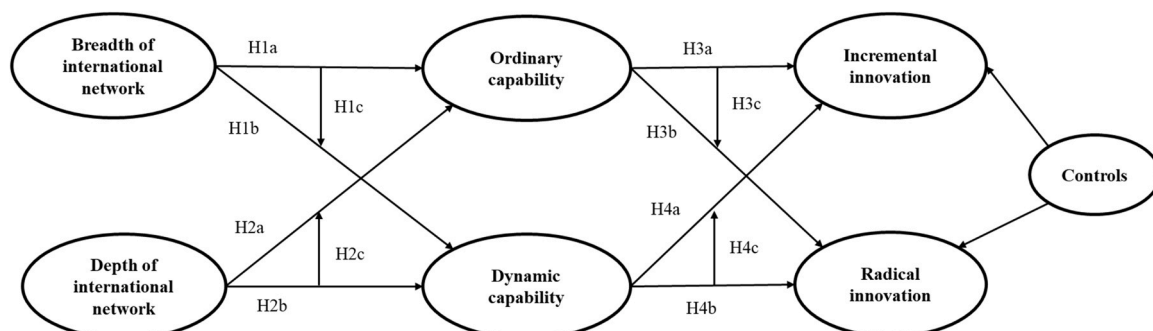 Breadth of
international
network
H1a
H1c
H1b
Ordinary
capability
H3a
H3c
H3b
Incremental
innovation
Controls
Depth of
international
network
H2a
H2c
H2b
Dynamic
capability
H4a
H4c
H4b
Radical
innovation